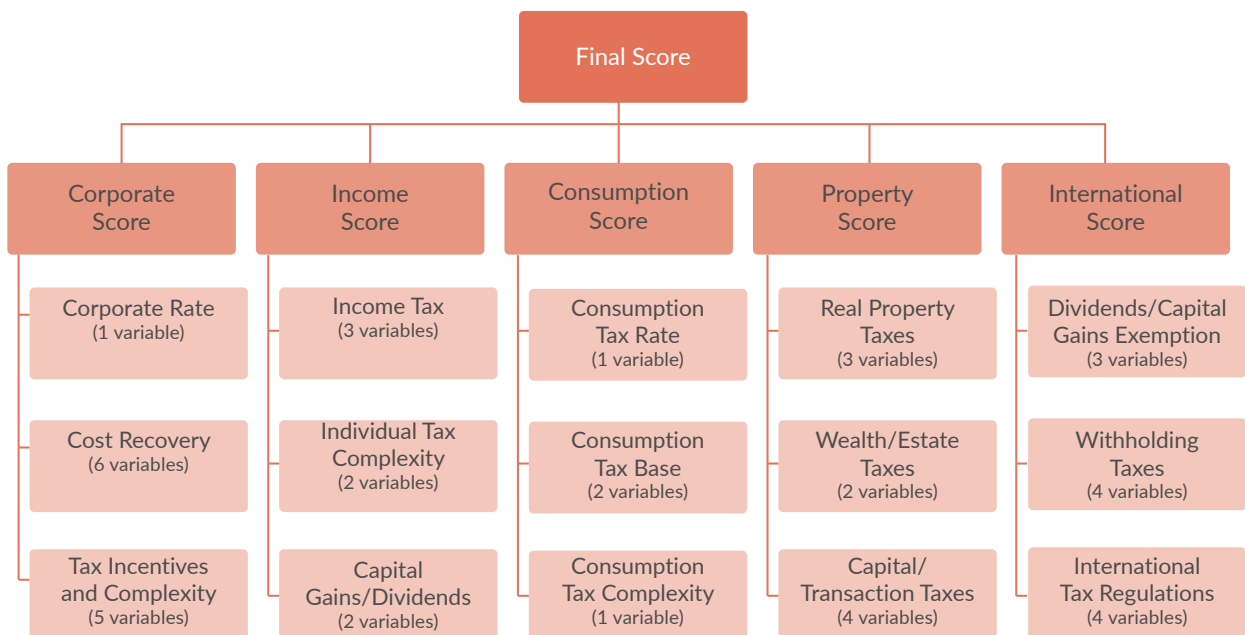 Final Score
Corporate
Score
Income
Score
Consumption
Score
Property
Score
International
Score
Corporate Rate
(1 variable)
Income Tax
(3 variables)
Consumption
Tax Rate
(1 variable)
Real Property
Taxes
(3 variables)
Dividends/Capital
Gains Exemption
(3 variables)
Cost Recovery
(6 variables)
Individual Tax
Complexity
(2 variables)
Consumption
Tax Base
(2 variables)
Wealth/Estate
Taxes
(2 variables)
Withholding
Taxes
(4 variables)
Tax Incentives
and Complexity
(5 variables)
Capital
Gains/Dividends
(2 variables)
Consumption
Tax Complexity
(1 variable)
Capital/
Transaction Taxes
(4 variables)
International
Tax Regulations
(4 variables)